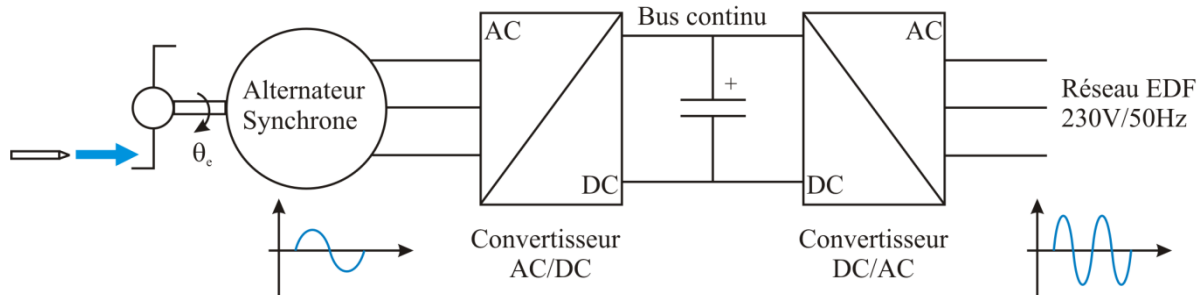 Bus continu
AC
AC
Alternateur
Synchrone
+
Réseau EDF
230V/50Hz
θe
DC
DC
Convertisseur
AC/DC
Convertisseur
DC/AC